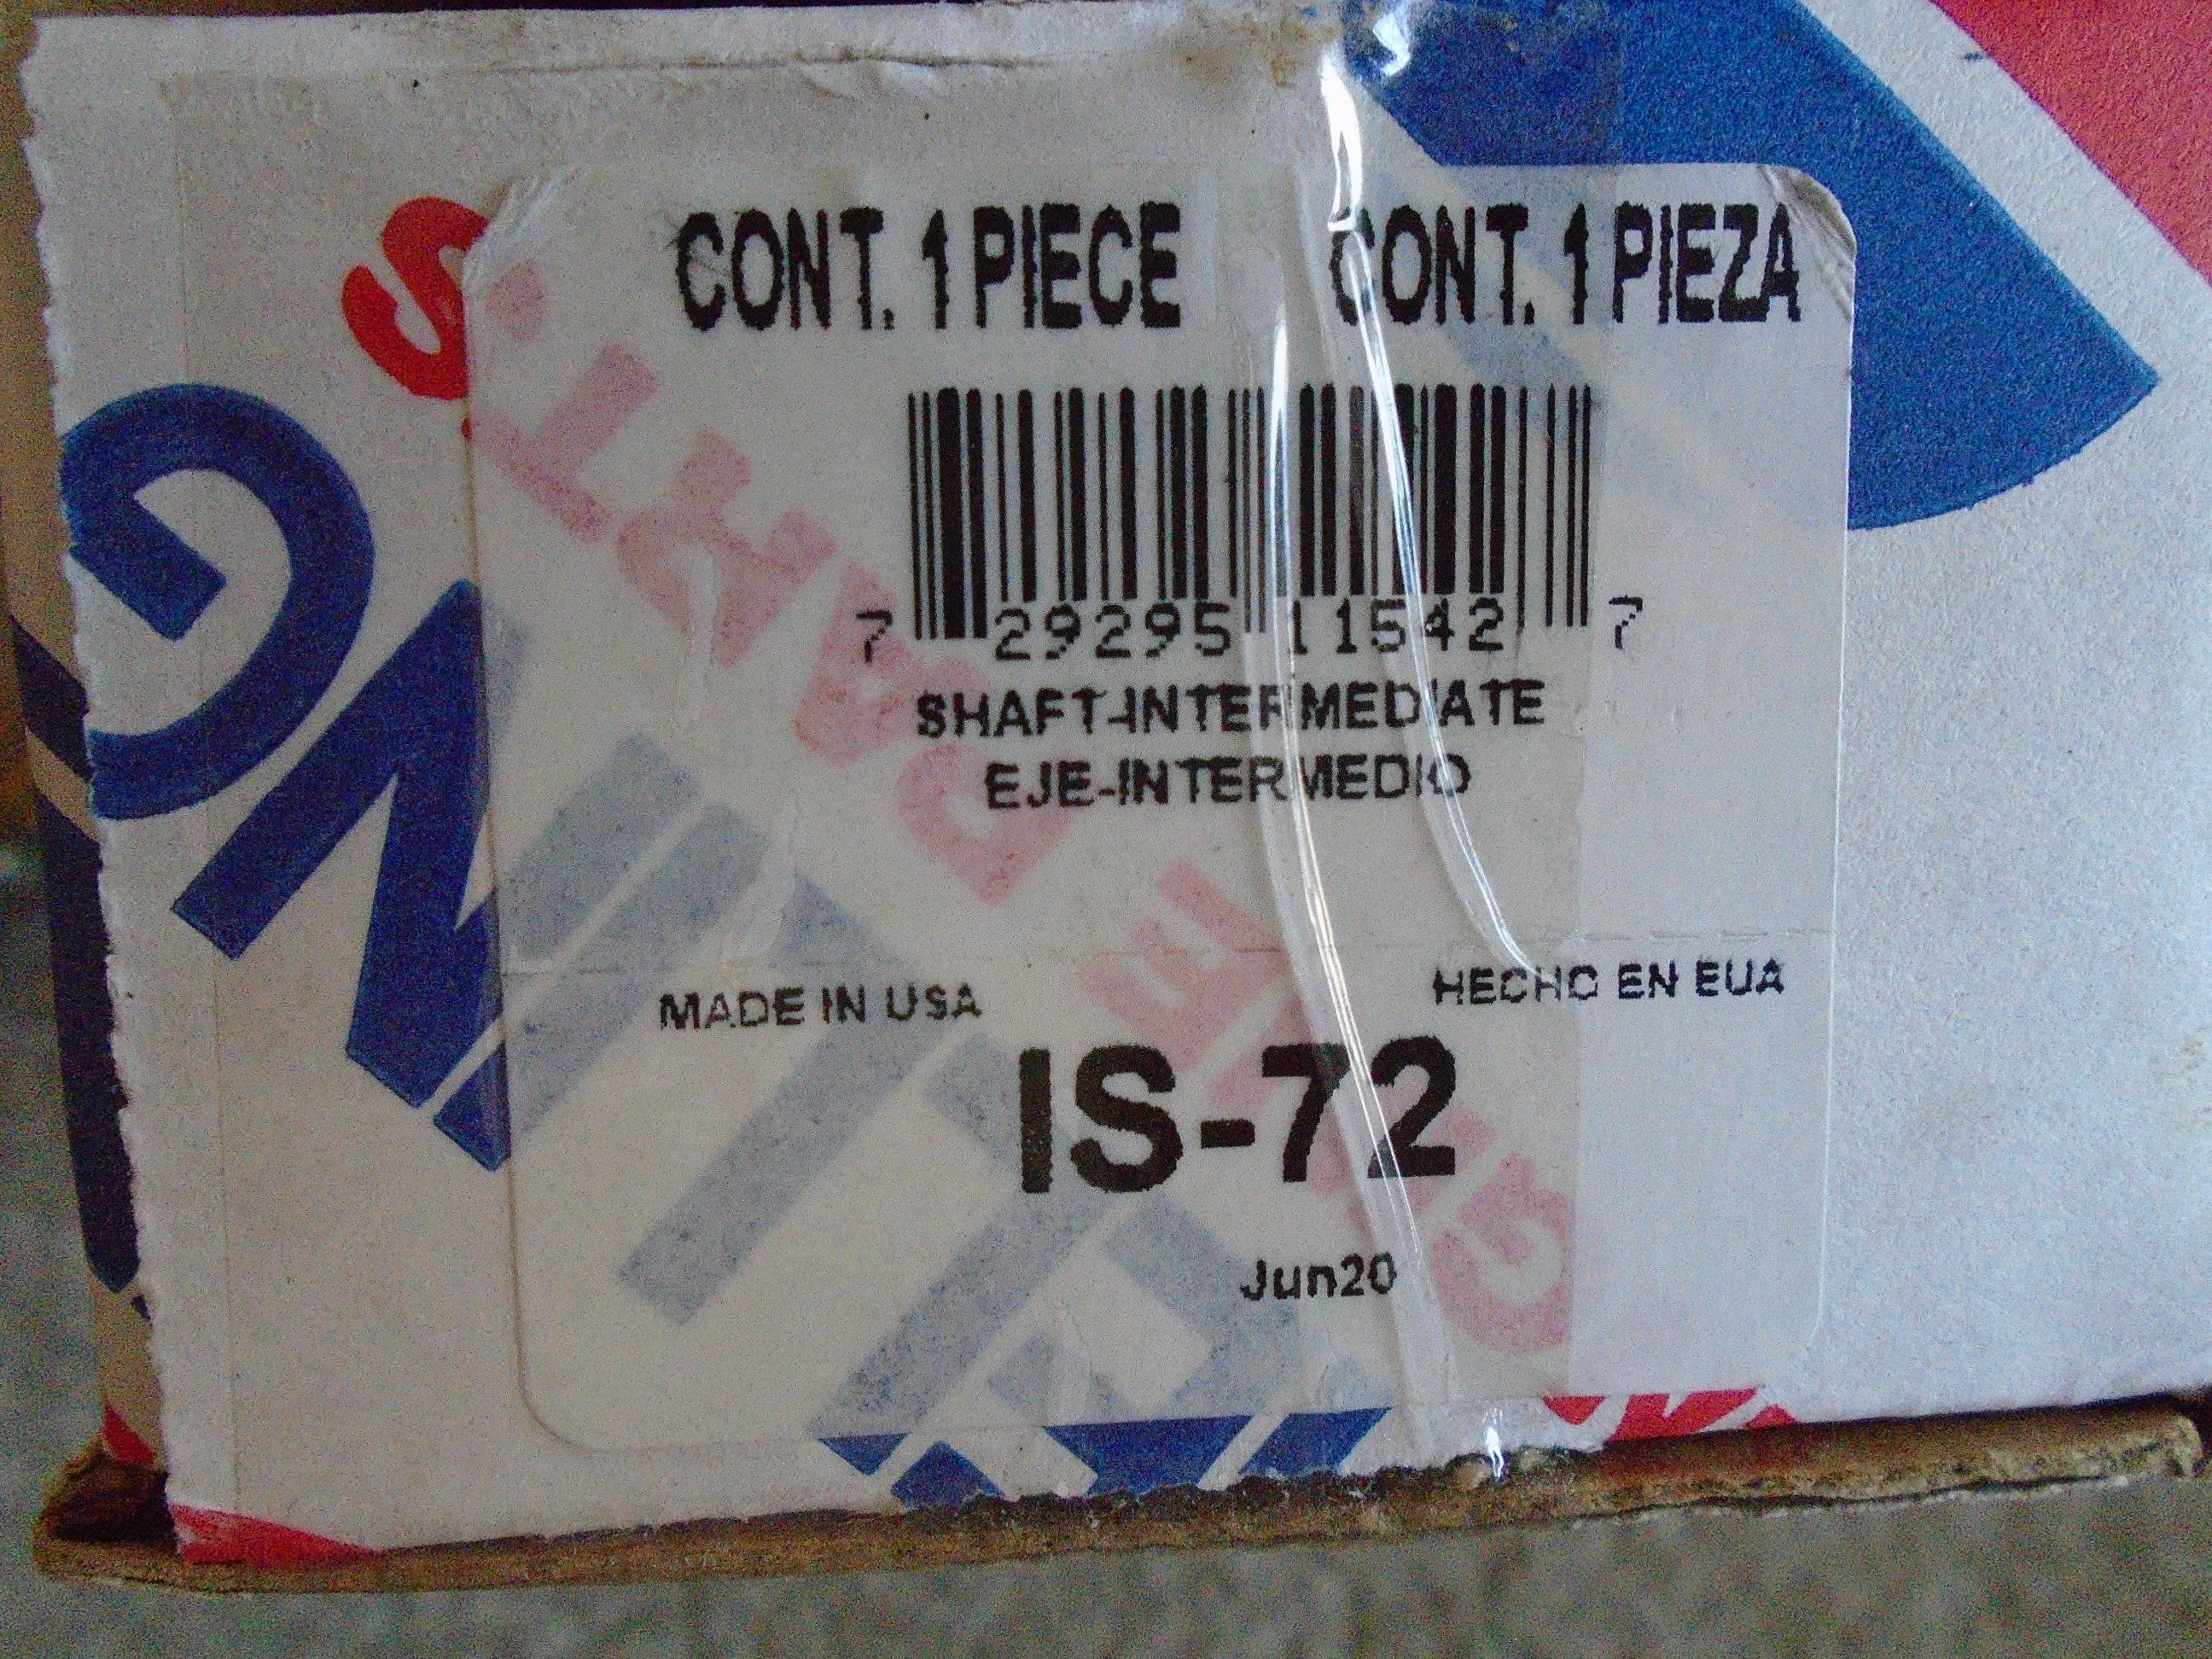 CONT. 1 PIECE CONT. 1 PIEZA
7 29295 11542 7
SHAFT-INTERMEDIATE
EJE-INTERMEDIO
MADE IN USA HECHO EN EUA
IS-72
Jun20